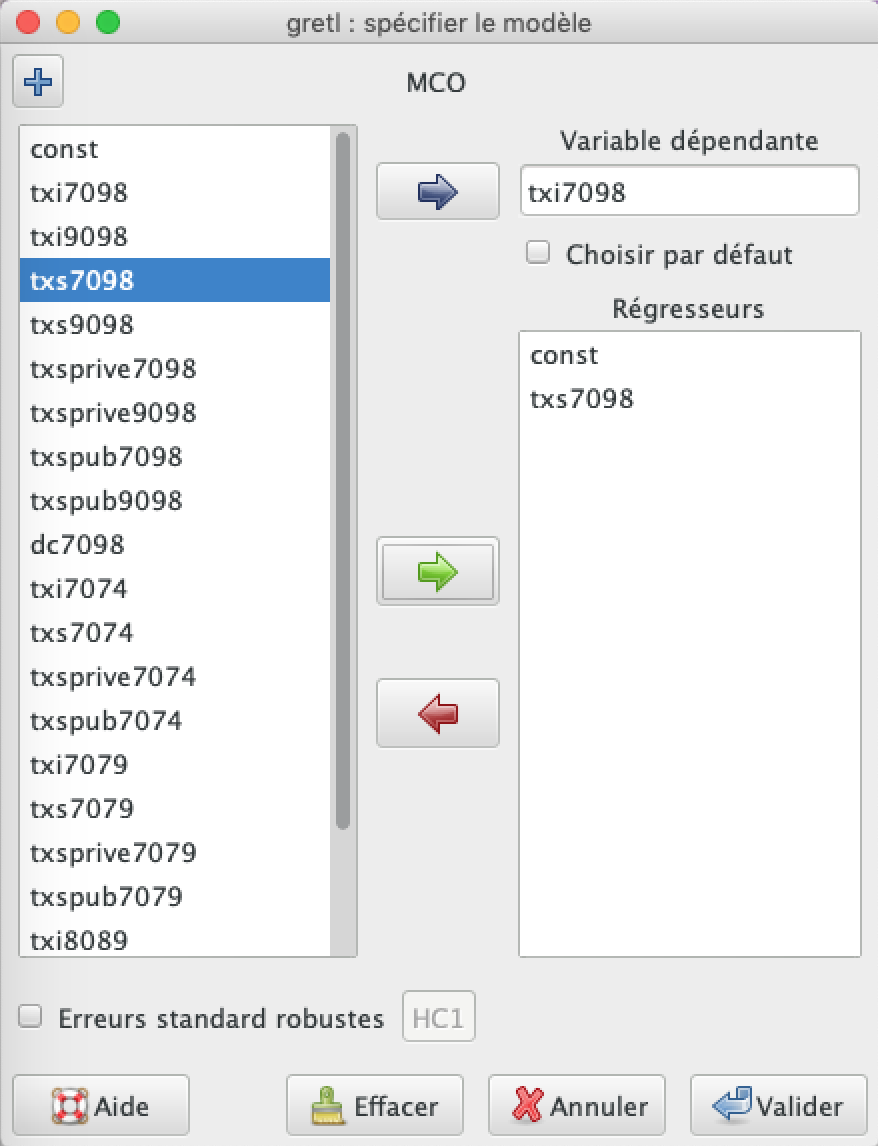 gretl : spécifier le modèle
MCO
const
txi7098
txi9098
txs7098
txs9098
txsprive7098
txsprive9098
txspub7098
txspub9098
dc7098
txi7074
txs7074
txsprive7074
txspub7074
txi7079
txs7079
txsprive7079
txspub7079
txi8089
Variable dépendante
txi7098
Choisir par défaut
Régresseurs
const
txs7098
Erreurs standard robustes HC1
Aide Effacer Annuler Valider